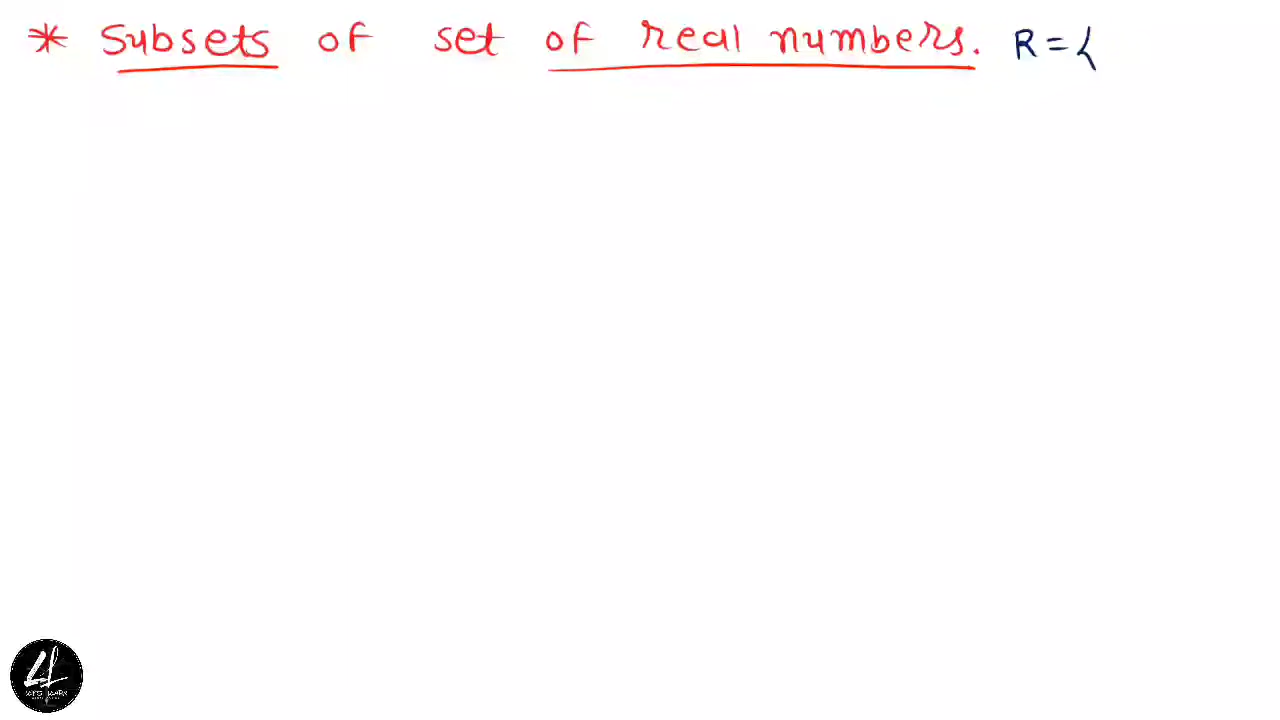 * Subsets of set of real numbers. R = {